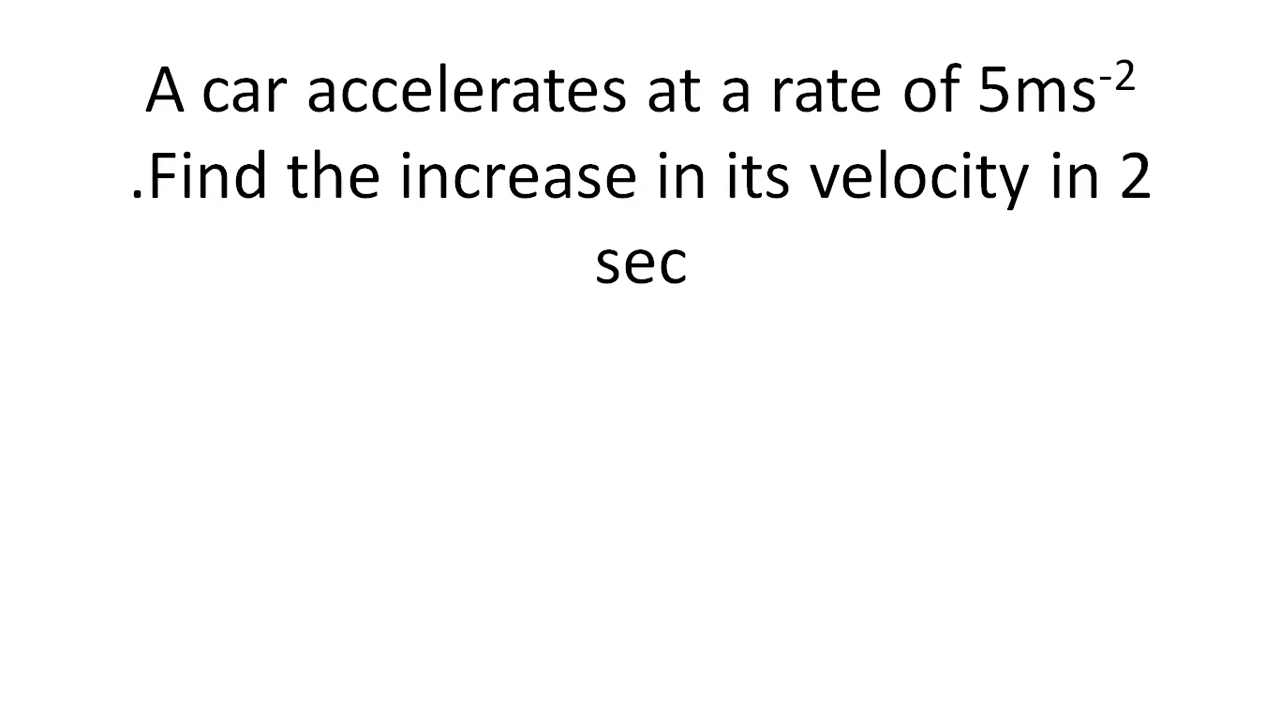 A car accelerates at a rate of 5ms⁻²
.Find the increase in its velocity in 2
sec